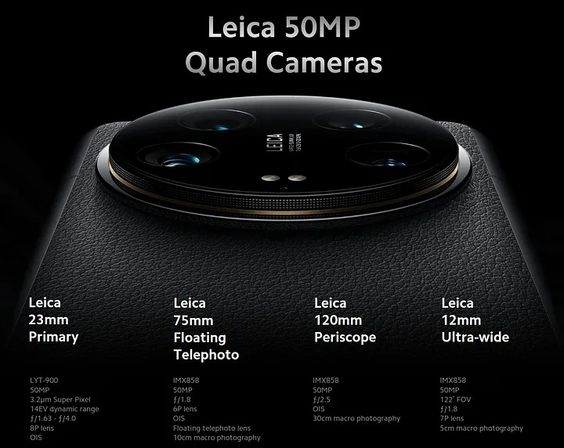 Leica 50MP
Quad Cameras
LEICA
Leica
23mm
Primary
LYT-900
50MP
3.2μm Super Pixel
14EV dynamic range
ƒ/1.63 - ƒ/4.0
8P lens
OIS
Leica
75mm
Floating
Telephoto
IMX858
50MP
ƒ/1.8
6P lens
OIS
Floating telephoto lens
10cm macro photography
Leica
120mm
Periscope
IMX858
50MP
ƒ/2.5
OIS
30cm macro photography
Leica
12mm
Ultra-wide
IMX858
50MP
122° FOV
ƒ/1.8
7P lens
5cm macro photography